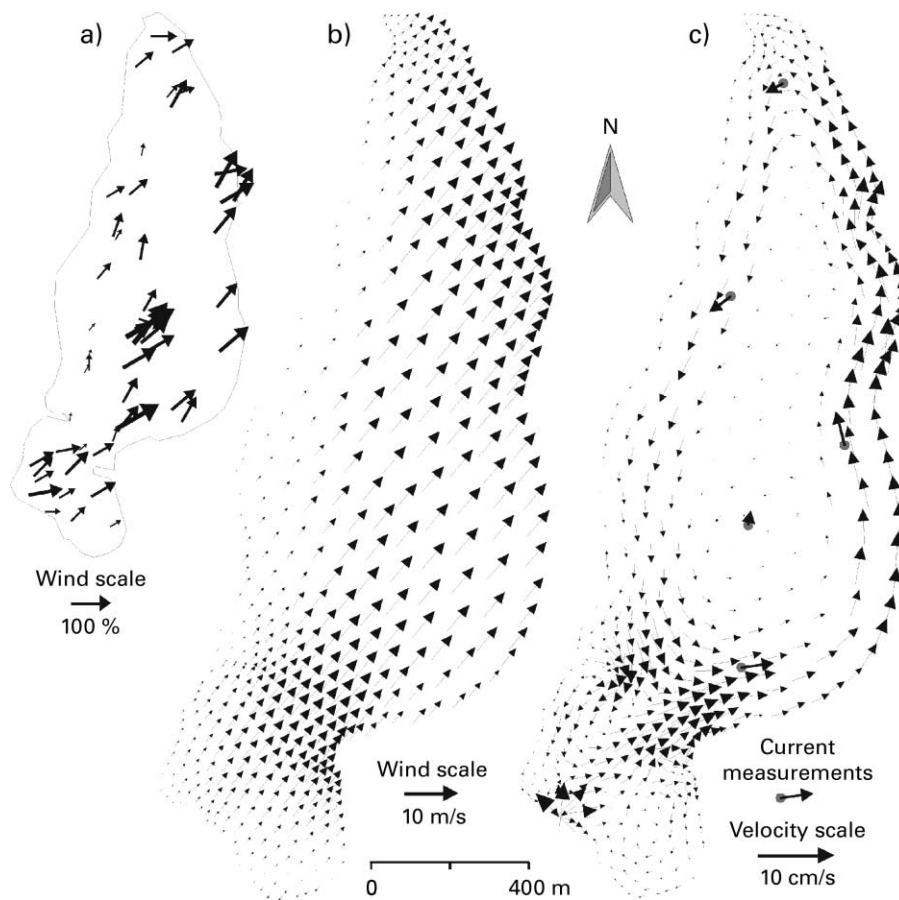 a)
b)
c)
N
Wind scale
100 %
Wind scale
10 m/s
0
400 m
Current
measurements
Velocity scale
10 cm/s